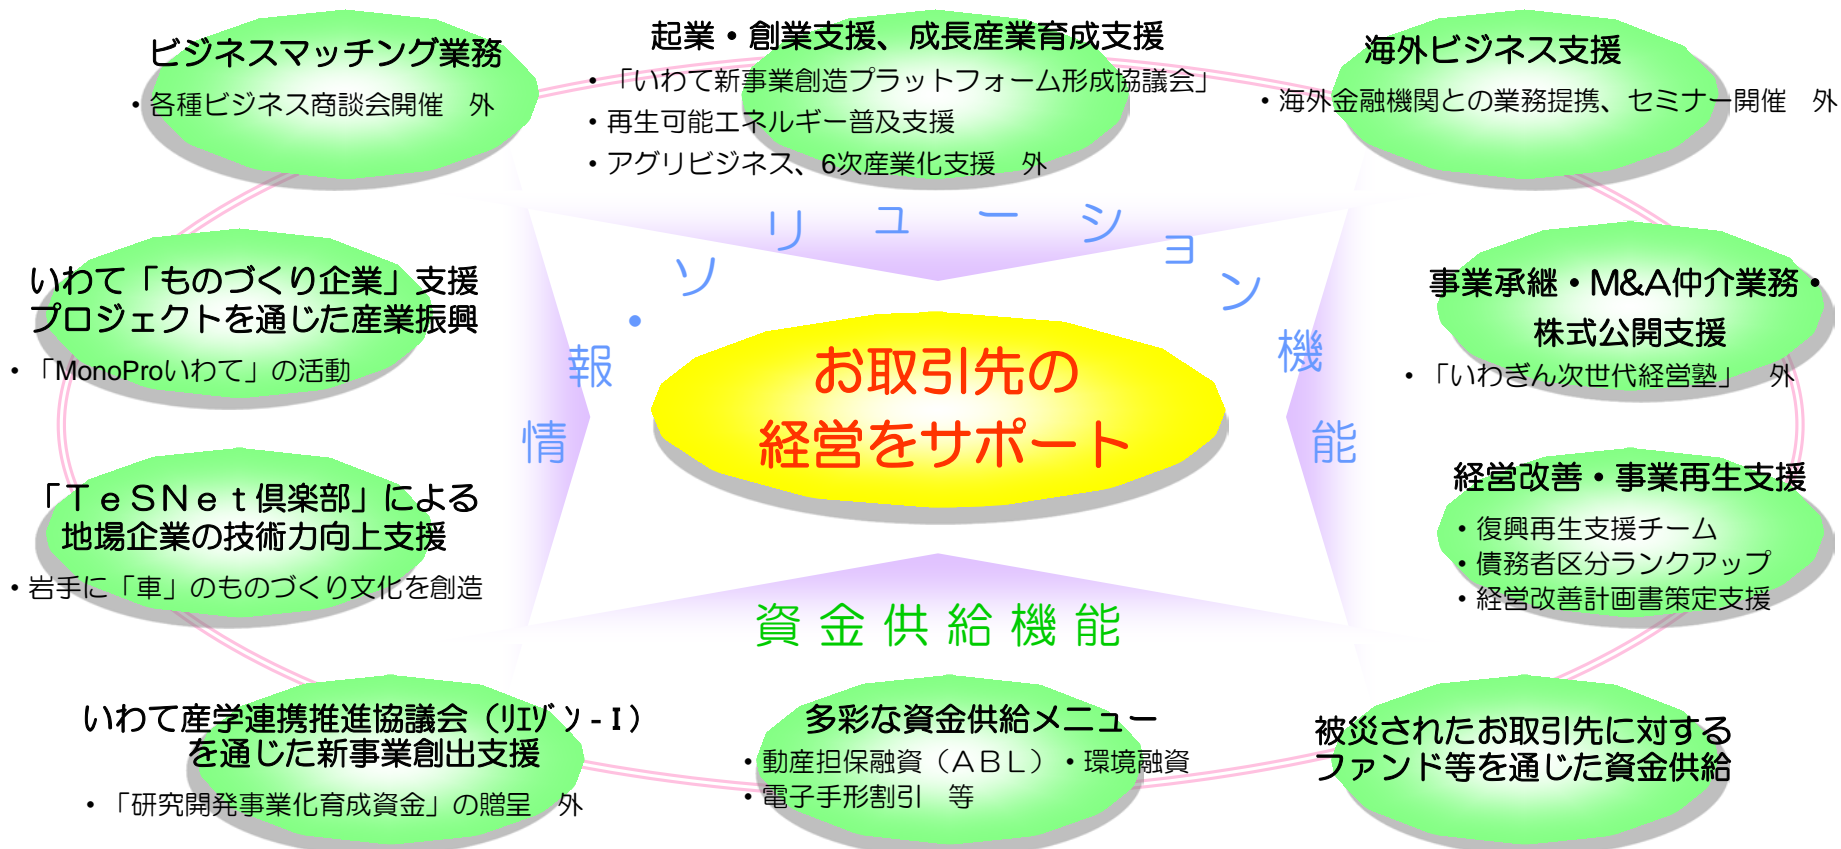 ビジネスマッチング業務
・各種ビジネス商談会開催　外
起業・創業支援、成長産業育成支援
・「いわて新事業創造プラットフォーム形成協議会」
・再生可能エネルギー普及支援
・アグリビジネス、6次産業化支援　外
海外ビジネス支援
・海外金融機関との業務提携、セミナー開催　外
いわて「ものづくり企業」支援
プロジェクトを通じた産業振興
・「MonoProいわて」の活動
情報・ソリューション機能
事業承継・M&A仲介業務・
株式公開支援
・「いわぎん次世代経営塾」　外
お取引先の
経営をサポート
「ＴｅＳＮｅｔ倶楽部」による
地場企業の技術力向上支援
・岩手に「車」のものづくり文化を創造
経営改善・事業再生支援
・復興再生支援チーム
・債務者区分ランクアップ
・経営改善計画書策定支援
資金供給機能
いわて産学連携推進協議会（ﾘｴｿﾞﾝ-Ｉ）
を通じた新事業創出支援
・「研究開発事業化育成資金」の贈呈　外
多彩な資金供給メニュー
・動産担保融資（ＡＢＬ）・環境融資
・電子手形割引　等
被災されたお取引先に対する
ファンド等を通じた資金供給